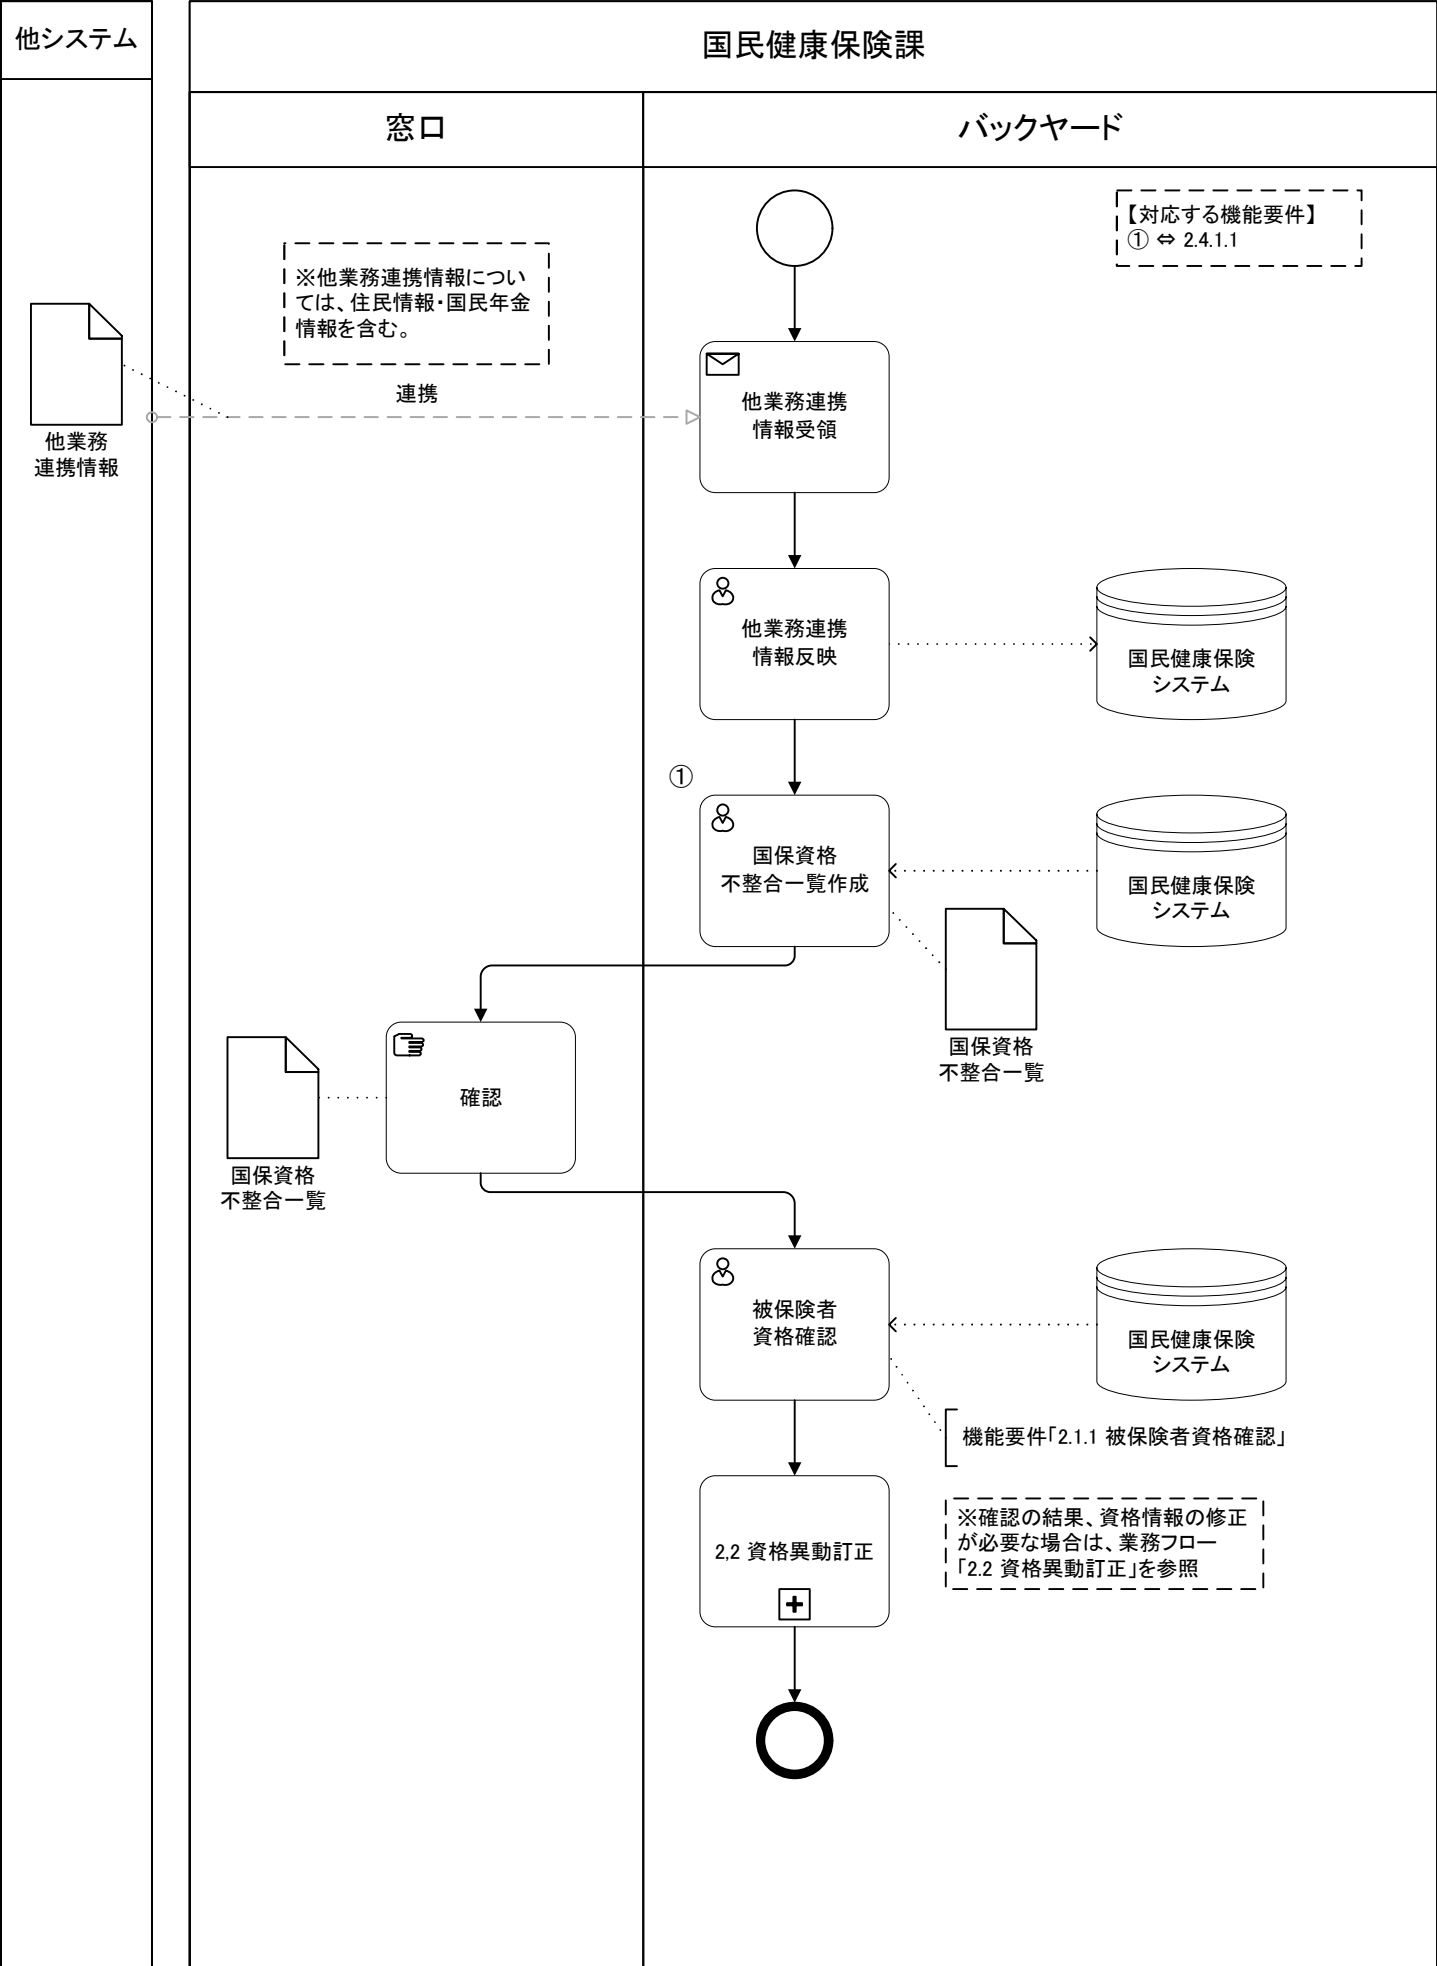 他システム
国民健康保険課
窓口
バックヤード
【対応する機能要件】
① ⇔ 2.4.1.1
※他業務連携情報につい
ては、住民情報・国民年金
情報を含む。
連携
他業務
連携情報
他業務連携
情報受領
他業務連携
情報反映
国民健康保険
システム
①
国保資格
不整合一覧作成
国民健康保険
システム
国保資格
不整合一覧
確認
国保資格
不整合一覧
被保険者
資格確認
国民健康保険
システム
機能要件「2.1.1 被保険者資格確認」
2,2 資格異動訂正
※確認の結果、資格情報の修正
が必要な場合は、業務フロー
「2.2 資格異動訂正」を参照